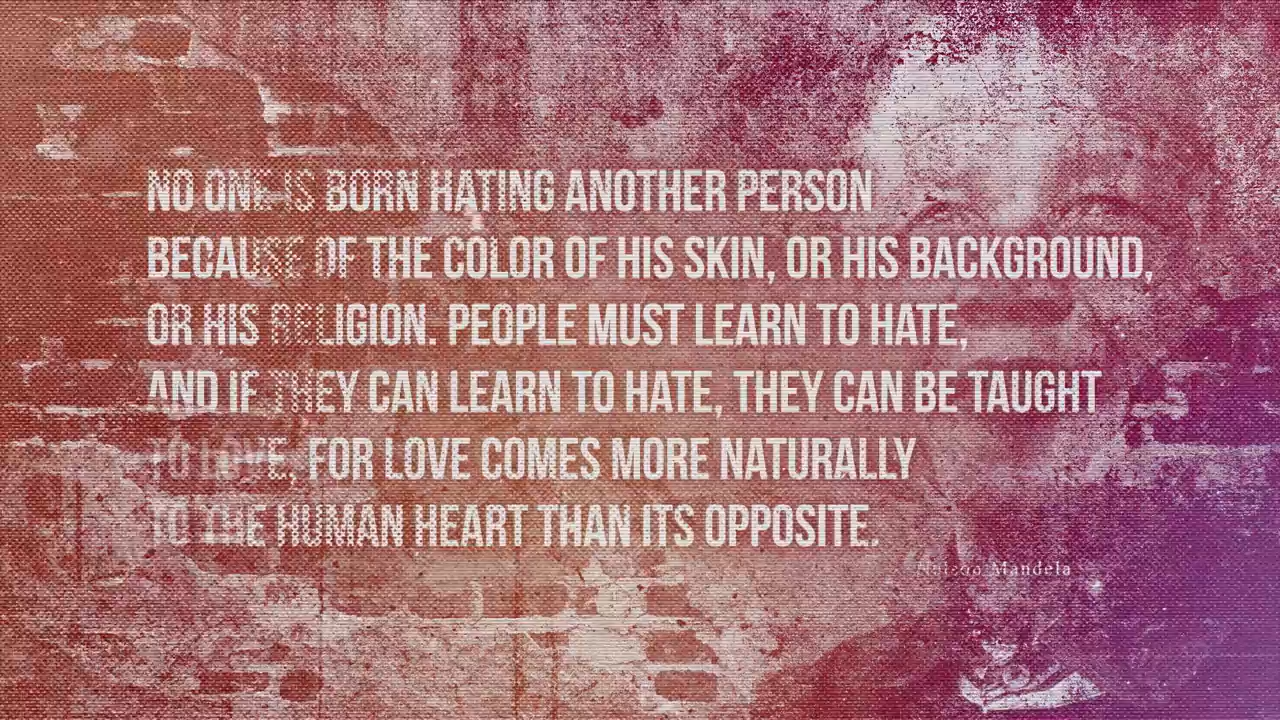 NO ONE IS BORN HATING ANOTHER PERSON
BECAUSE OF THE COLOR OF HIS SKIN, OR HIS BACKGROUND,
OR HIS RELIGION. PEOPLE MUST LEARN TO HATE,
AND IF THEY CAN LEARN TO HATE, THEY CAN BE TAUGHT
TO LOVE, FOR LOVE COMES MORE NATURALLY
TO THE HUMAN HEART THAN ITS OPPOSITE.
Nelson Mandela